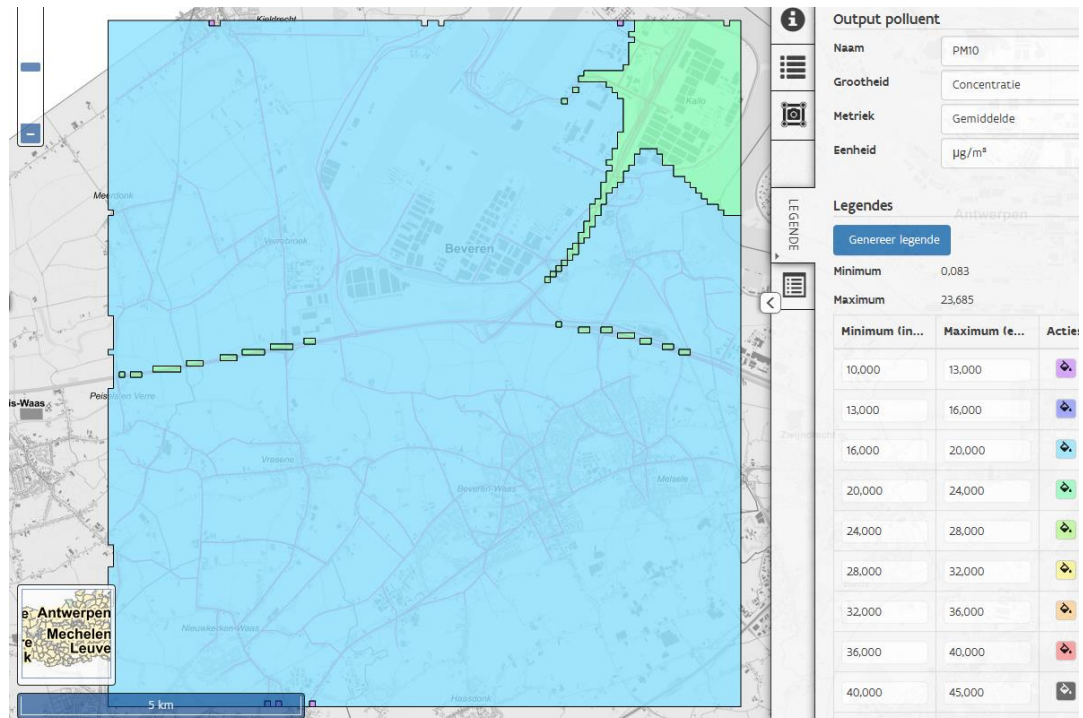 Kieldrecht
Kallo
Meerdonk
Verrebroek
Beveren
is-Waas
Vrasene
Beveren-Waas
Melsele
Nieuwkerken-Waas
Haasdonk
Antwerpen
Mechelen
Leuve
k
5 km
LEGENDE
Output polluent
Naam
PM10
Grootheid
Concentratie
Metriek
Gemiddelde
Eenheid
µg/m³
Legendes
Antwerpen
Genereer legende
Minimum 0,083
Maximum 23,685
Minimum (in... Maximum (e... Acties
10,000 13,000
13,000 16,000
16,000 20,000
20,000 24,000
24,000 28,000
28,000 32,000
32,000 36,000
36,000 40,000
40,000 45,000